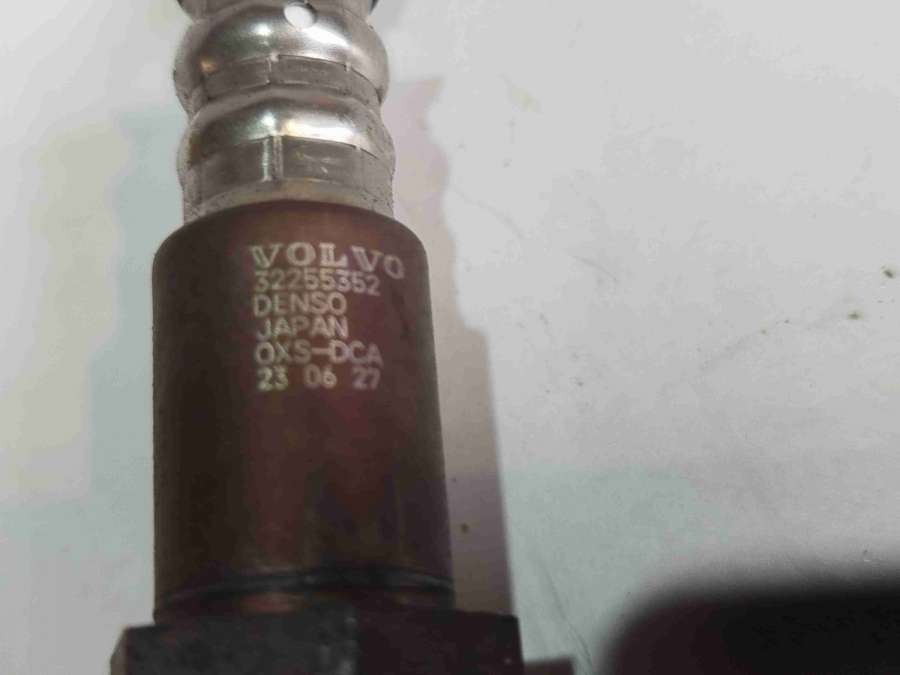 VOLVO
32255352
DENSO
JAPAN
OXS-DCA
23 06 27